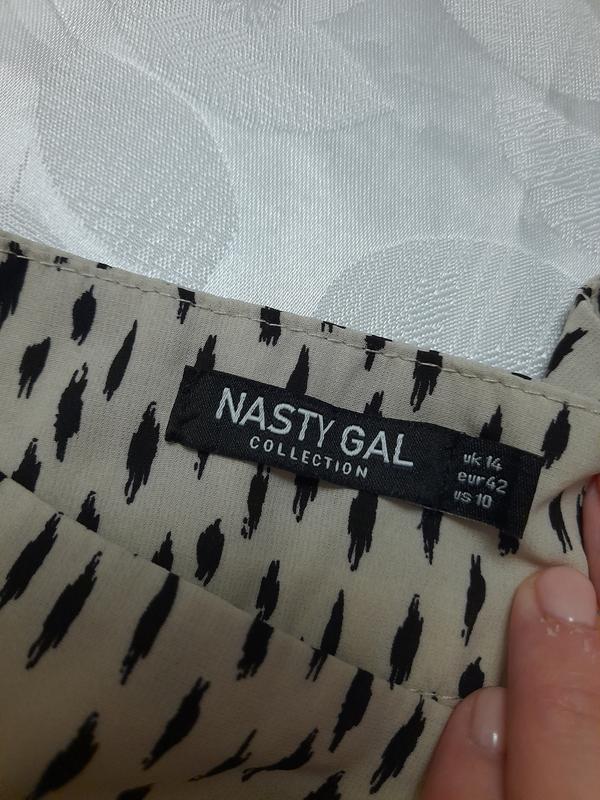 NASTY GAL
COLLECTION
uk 14
eur 42
us 10